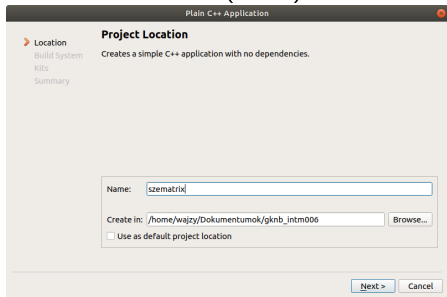 Plain C++ Application
Location
Build System
Kits
Summary
Project Location
Creates a simple C++ application with no dependencies.
Name: szematrix
Create in: /home/wajzy/Dokumentumok/gknb_intm006 Browse...
Use as default project location
Next > Cancel